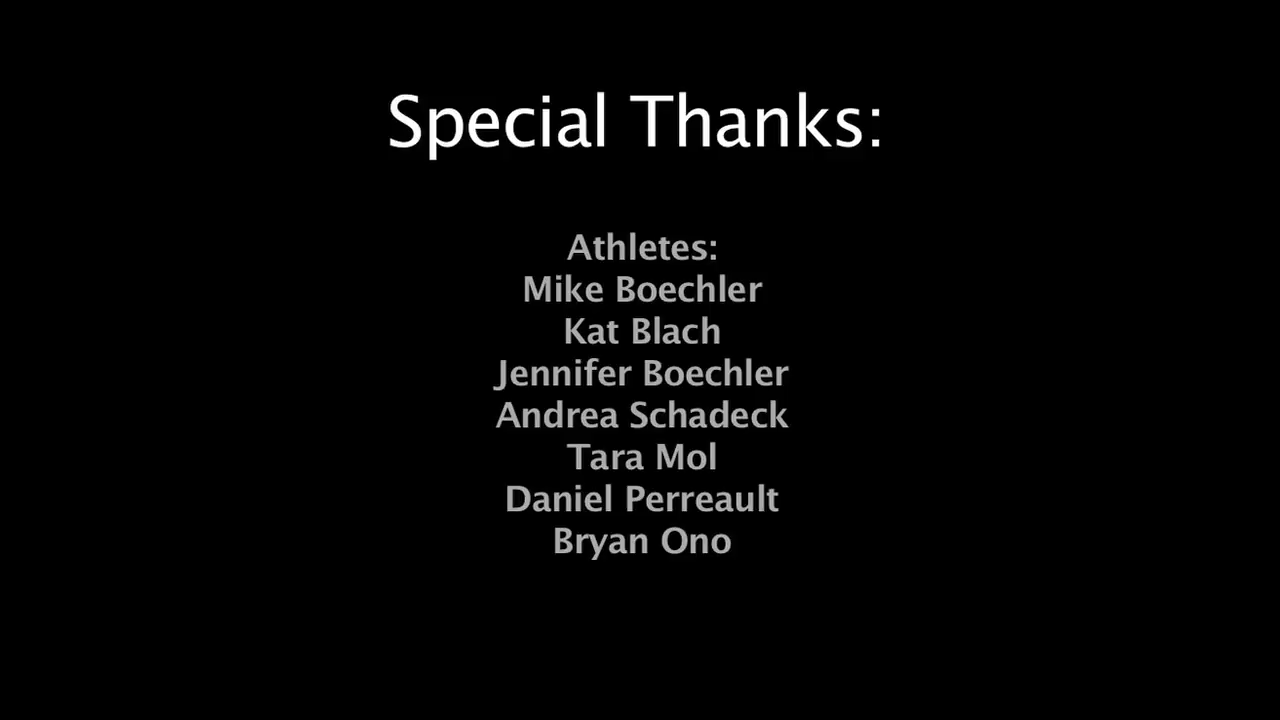 Special Thanks:
Athletes:
Mike Boechler
Kat Blach
Jennifer Boechler
Andrea Schadeck
Tara Mol
Daniel Perreault
Bryan Ono